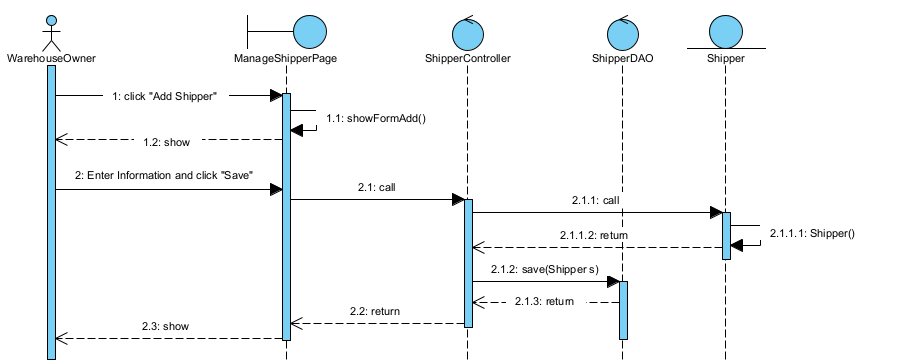 WarehouseOwner
ManageShipperPage
ShipperController
ShipperDAO
Shipper
1: click "Add Shipper"
1.1: showFormAdd()
1.2: show
2: Enter Information and click "Save"
2.1: call
2.1.1: call
2.1.1.1: Shipper()
2.1.1.2: return
2.1.2: save(Shipper s)
2.1.3: return
2.2: return
2.3: show